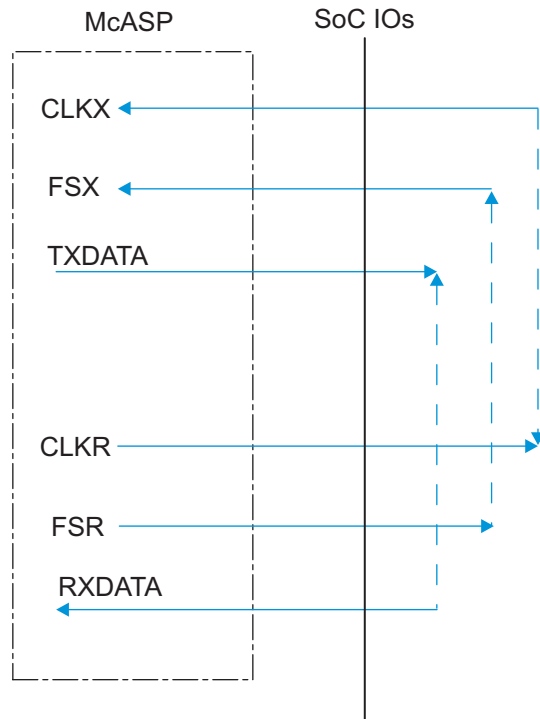 McASP
SoC IOs
CLKX
FSX
TXDATA
CLKR
FSR
RXDATA